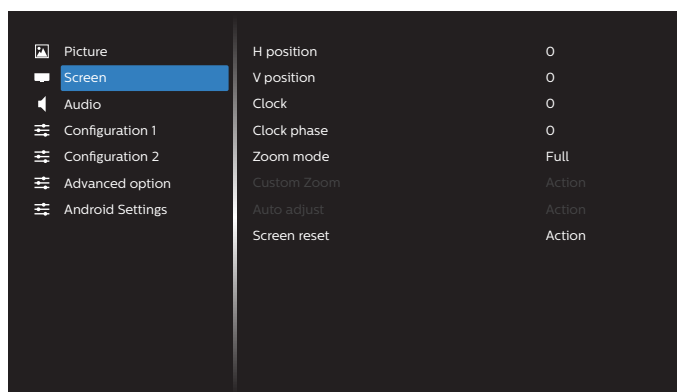 Picture
Screen
Audio
Configuration 1
Configuration 2
Advanced option
Android Settings
H position 0
V position 0
Clock 0
Clock phase 0
Zoom mode Full
Custom Zoom Action
Auto adjust Action
Screen reset Action